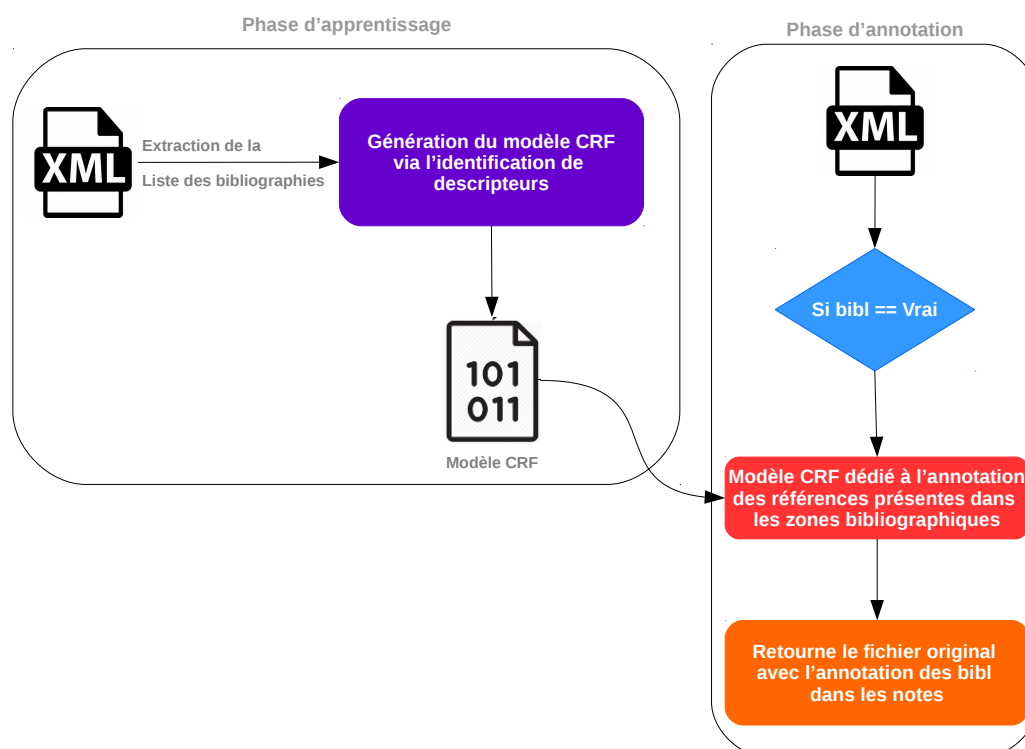 Phase d'apprentissage
XML
Extraction de la
Liste des bibliographies
Génération du modèle CRF
via l'identification de
descripteurs
101
011
Modèle CRF
Phase d'annotation
XML
Si bibl == Vrai
Modèle CRF dédié à l'annotation
des références présentes dans
les zones bibliographiques
Retourne le fichier original
avec l'annotation des bibl
dans les notes